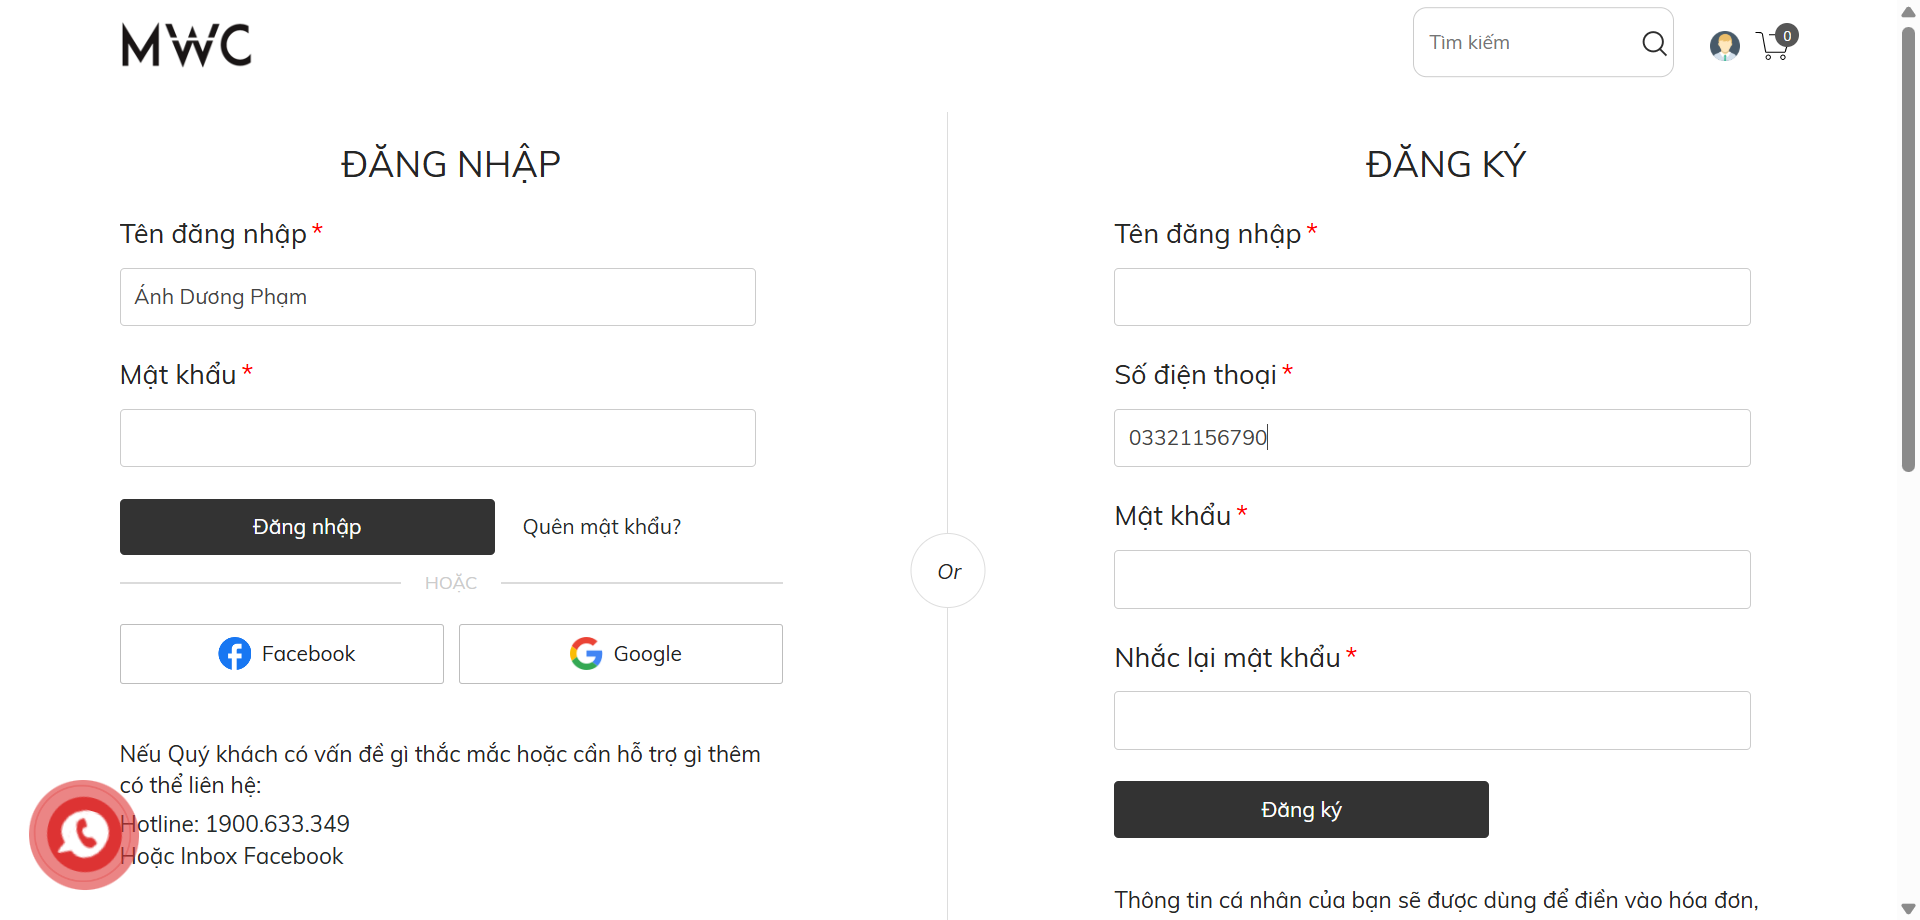 MWC
Tìm kiếm
0
ĐĂNG NHẬP
Tên đăng nhập *
Ánh Dương Phạm
Mật khẩu *
Đăng nhập
Quên mật khẩu?
HOẶC
Facebook
Google
Nếu Quý khách có vấn đề gì thắc mắc hoặc cần hỗ trợ gì thêm
có thể liên hệ:
Hotline: 1900.633.349
Hoặc Inbox Facebook
Or
ĐĂNG KÝ
Tên đăng nhập *
Số điện thoại *
03321156790
Mật khẩu *
Nhắc lại mật khẩu *
Đăng ký
Thông tin cá nhân của bạn sẽ được dùng để điền vào hóa đơn,